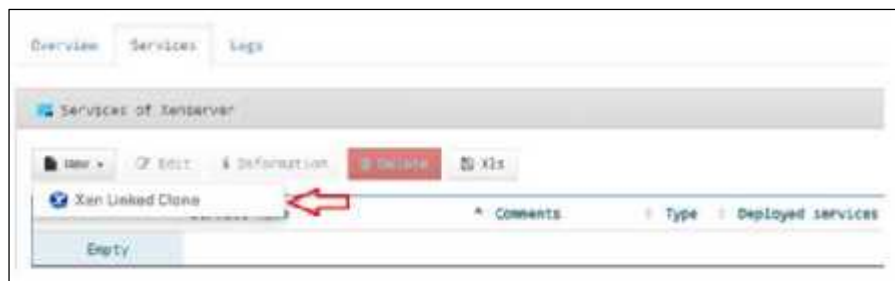 Overview Services Logs
Services of Xenserver
New Edit Information Delete Xls
Xen Linked Clone
Comments Type Deployed services
Empty